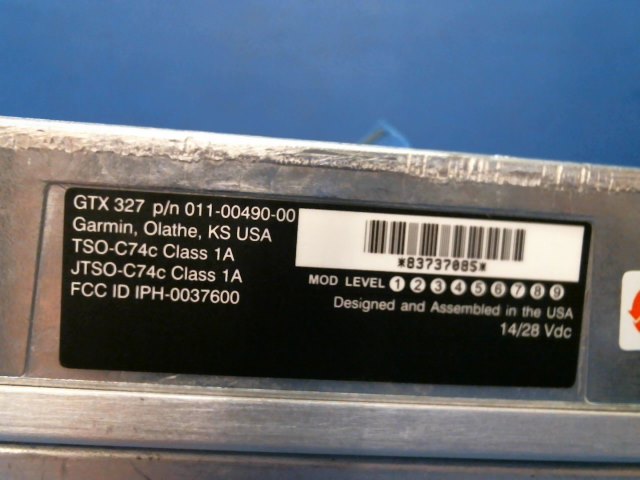 GTX 327 p/n 011-00490-00
Garmin, Olathe, KS USA
TSO-C74c Class 1A
JTSO-C74c Class 1A
FCC ID IPH-0037600
*83737085*
MOD LEVEL 1 2 3 4 5 6 7 8 9
Designed and Assembled in the USA
14/28 Vdc